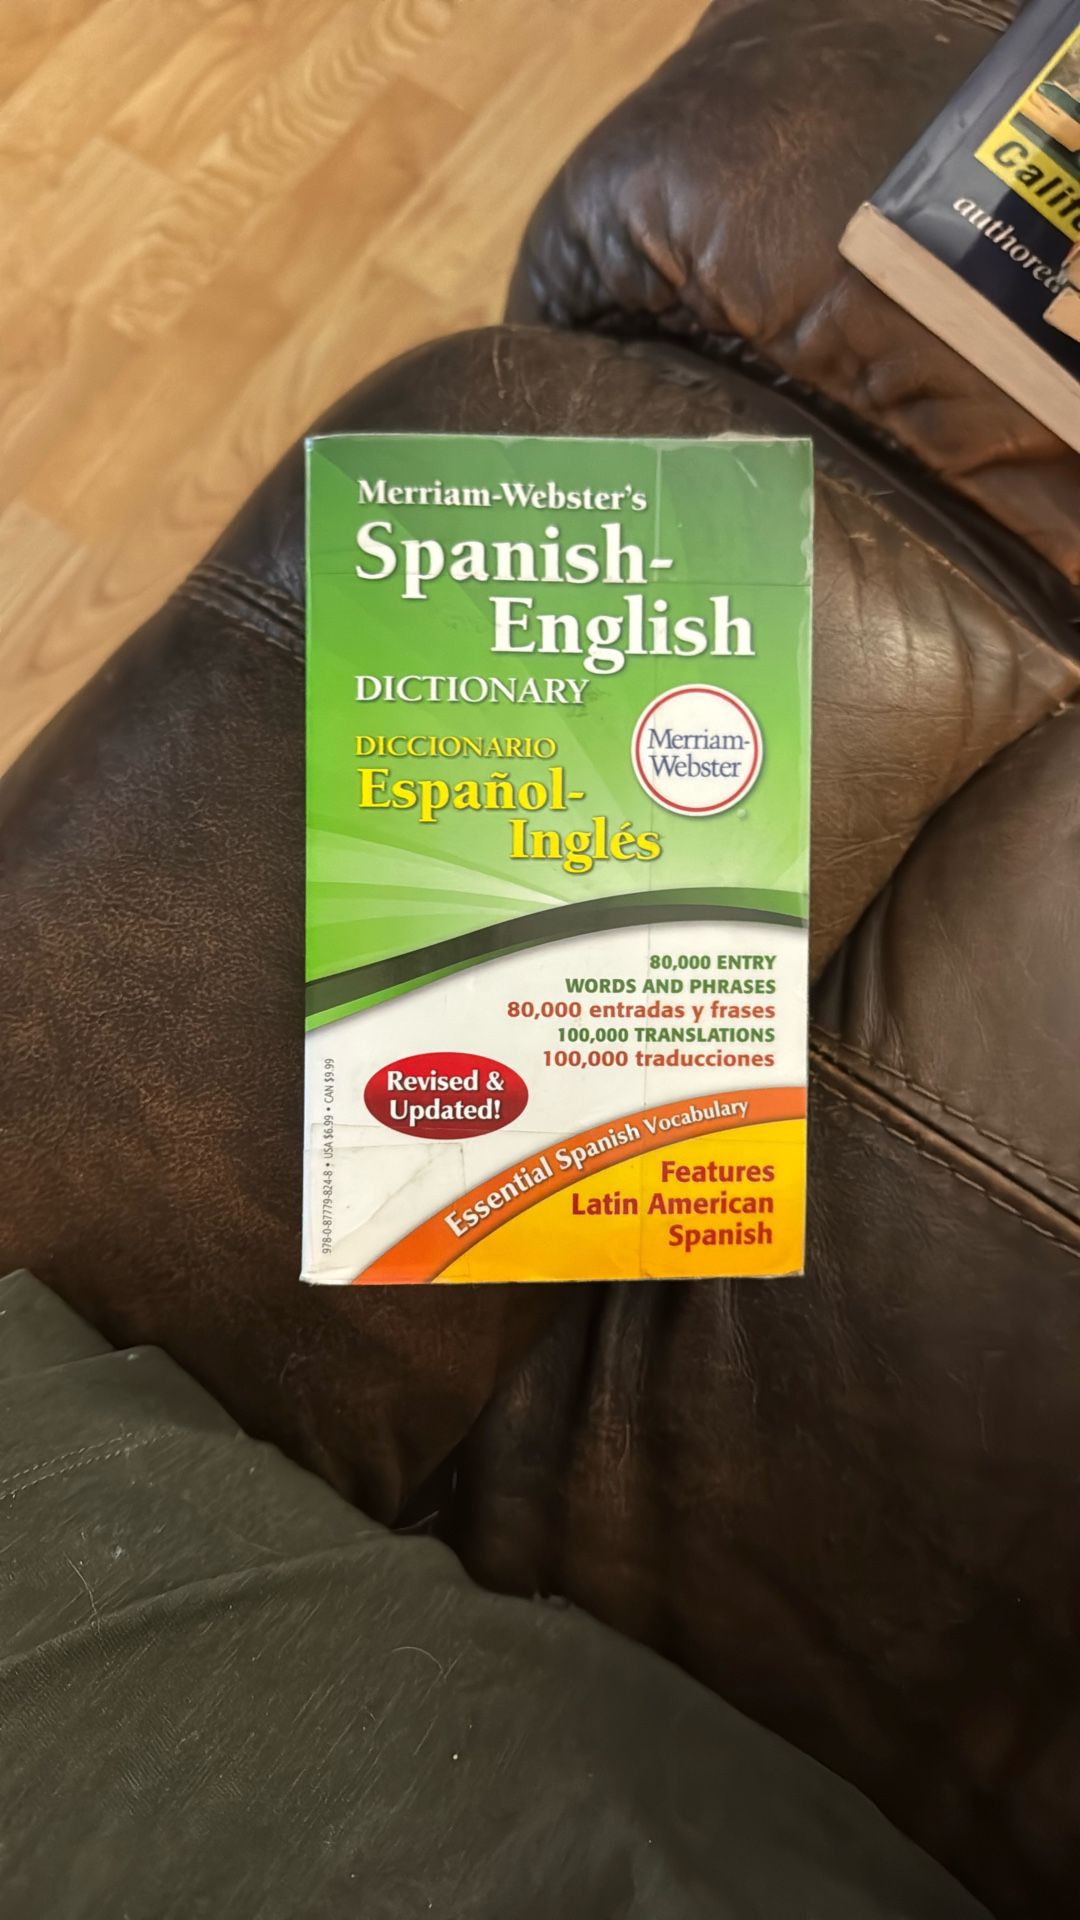 Merriam-Webster's
Spanish-
English
DICTIONARY
DICCIONARIO
Español-
Inglés
Merriam-
Webster
80,000 ENTRY
WORDS AND PHRASES
80,000 entradas y frases
100,000 TRANSLATIONS
100,000 traducciones
Revised &
Updated!
Essential Spanish Vocabulary
Features
Latin American
Spanish
978-0-87779-824-8 • USA $6.99 • CAN $9.99
authored